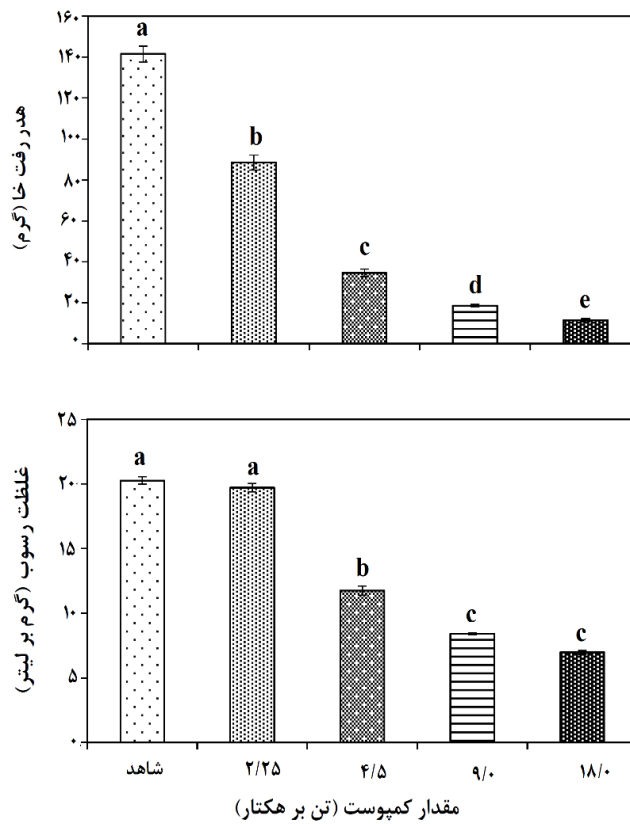 هدررفت خا (گرم)
۱۶۰
۱۴۰
۱۲۰
۱۰۰
۸۰
۶۰
۴۰
۲۰
۰
a
b
c
d
e
غلظت رسوب (گرم بر لیتر)
۲۵
۲۰
۱۵
۱۰
۵
۰
a
a
b
c
c
شاهد
۲/۲۵
۴/۵
۹/۰
۱۸/۰
مقدار کمپوست (تن بر هکتار)